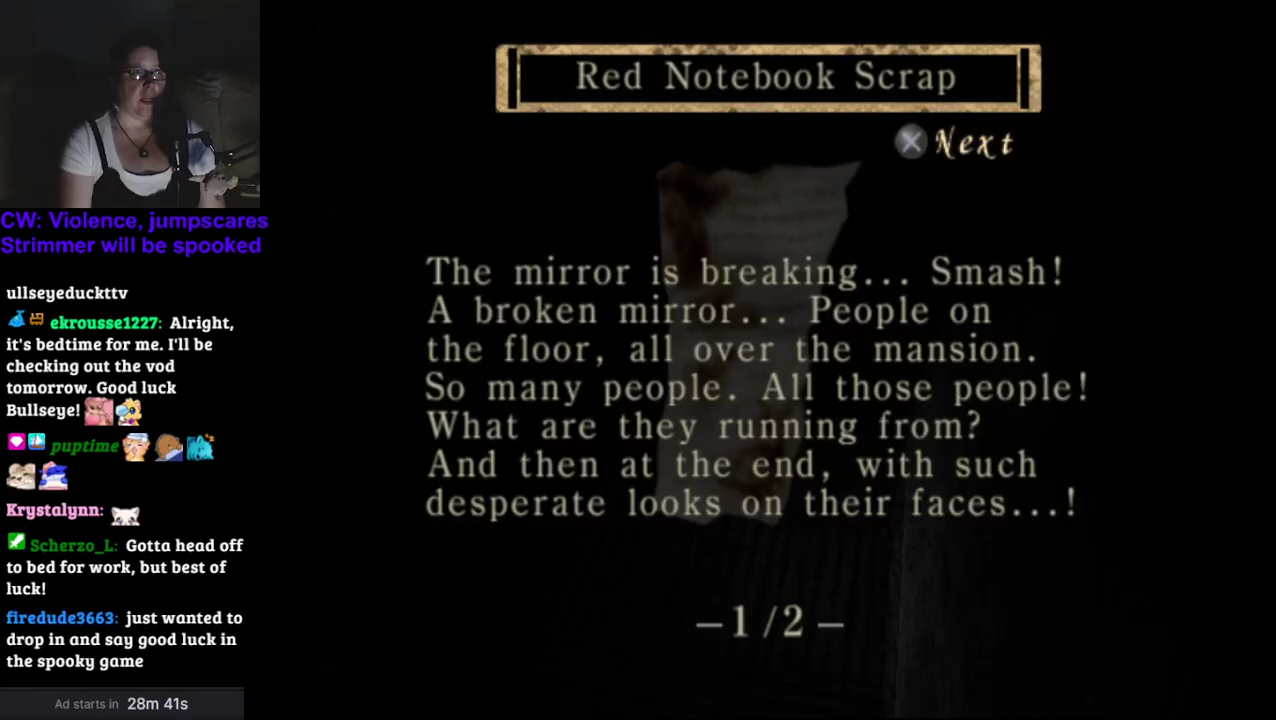 Red Notebook Scrap
Next
The mirror is breaking... Smash!
A broken mirror... People on
the floor, all over the mansion.
So many people. All those people!
What are they running from?
And then at the end, with such
desperate looks on their faces...!
–1/2–
CW: Violence, jumpscares
Strimmer will be spooked
ullseyeduckttv
ekrousse1227: Alright,
it's bedtime for me. I'll be
checking out the vod
tomorrow. Good luck
Bullseye!
puptime
Krystalynn:
Scherzo_L: Gotta head off
to bed for work, but best of
luck!
firedude3663: just wanted to
drop in and say good luck in
the spooky game
Ad starts in 28m 41s